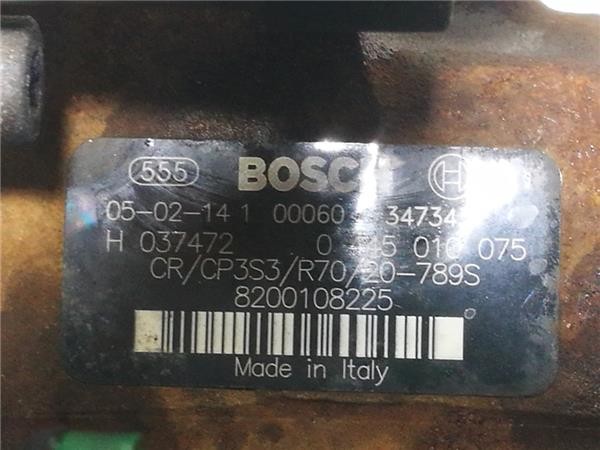 555 BOSCH H
05-02-14 1 00060
H 037472 0 010 075
CR/CP3S3/R70/20-789S
8200108225
Made in Italy